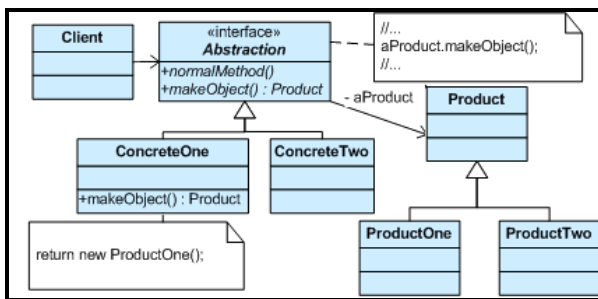 Client
«interface»
Abstraction
+normalMethod()
+makeObject() : Product
//...
aProduct.makeObject();
//...
- aProduct
Product
ConcreteOne
+makeObject() : Product
ConcreteTwo
return new ProductOne();
ProductOne
ProductTwo